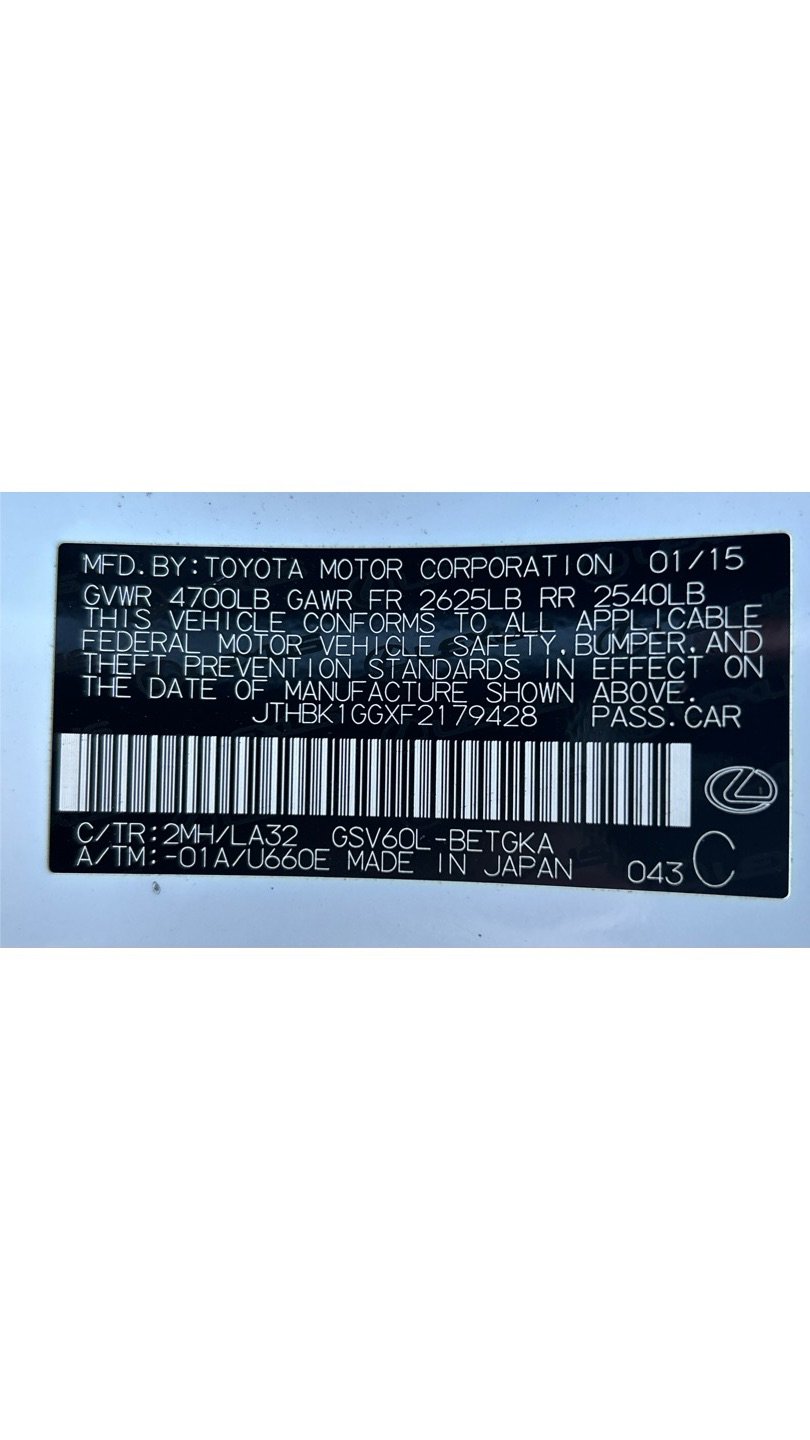 MFD. BY: TOYOTA MOTOR CORPORATION 01/15
GVWR 4700LB GAWR FR 2625LB RR 2540LB
THIS VEHICLE CONFORMS TO ALL APPLICABLE
FEDERAL MOTOR VEHICLE SAFETY, BUMPER, AND
THEFT PREVENTION STANDARDS IN EFFECT ON
THE DATE OF MANUFACTURE SHOWN ABOVE.
JTHBK1GGXF2179428 PASS. CAR
C/TR: 2MH/LA32 GSV60L-BETGKA
A/TM: -01A/U660E MADE IN JAPAN 043 C